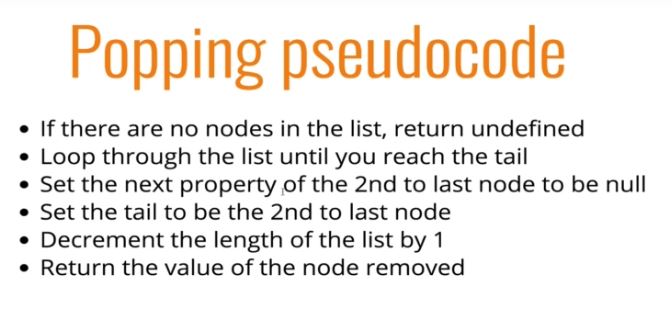 Popping pseudocode
• If there are no nodes in the list, return undefined
• Loop through the list until you reach the tail
• Set the next property of the 2nd to last node to be null
• Set the tail to be the 2nd to last node
• Decrement the length of the list by 1
• Return the value of the node removed